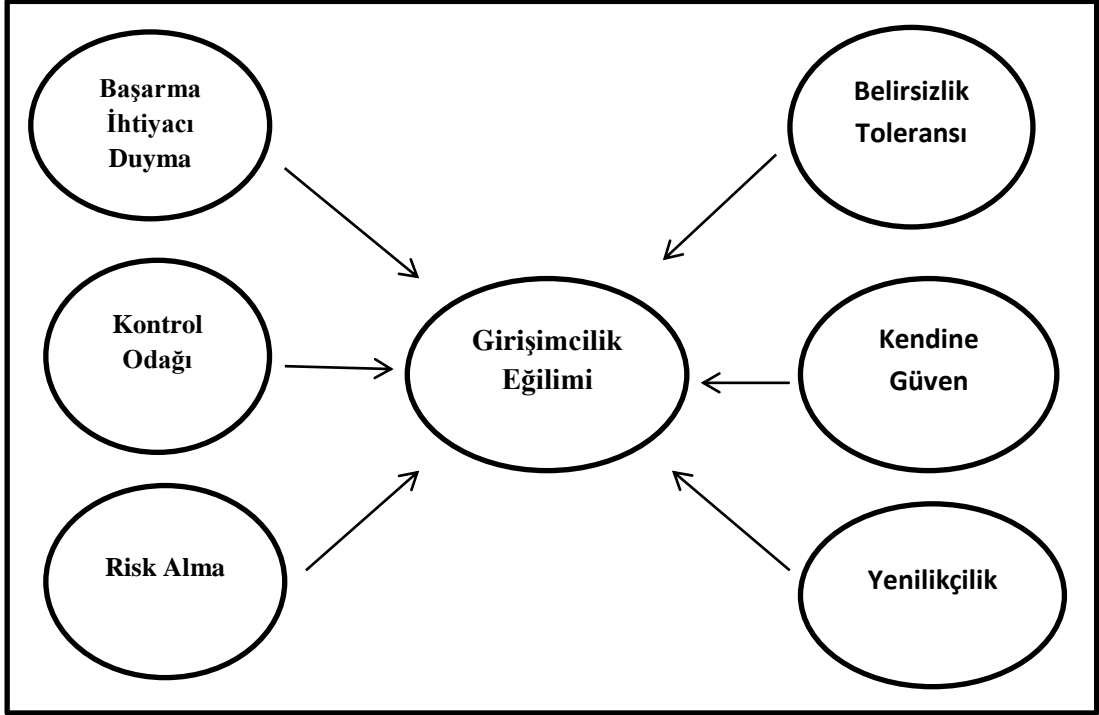 Başarma
İhtiyacı
Duyma
Belirsizlik
Toleransı
Kontrol
Odağı
Girişimcilik
Eğilimi
Kendine
Güven
Risk Alma
Yenilikçilik